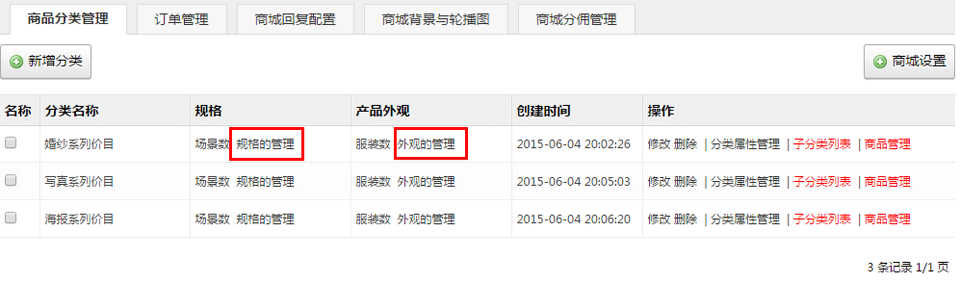 商品分类管理 订单管理 商城回复配置 商城背景与轮播图 商城分佣管理
新增分类 商城设置
名称 分类名称 规格 产品外观 创建时间 操作
婚纱系列价目 场景数 规格的管理 服装数 外观的管理 2015-06-04 20:02:26 修改 删除 | 分类属性管理 | 子分类列表 | 商品管理
写真系列价目 场景数 规格的管理 服装数 外观的管理 2015-06-04 20:05:03 修改 删除 | 分类属性管理 | 子分类列表 | 商品管理
海报系列价目 场景数 规格的管理 服装数 外观的管理 2015-06-04 20:06:20 修改 删除 | 分类属性管理 | 子分类列表 | 商品管理
3 条记录 1/1 页